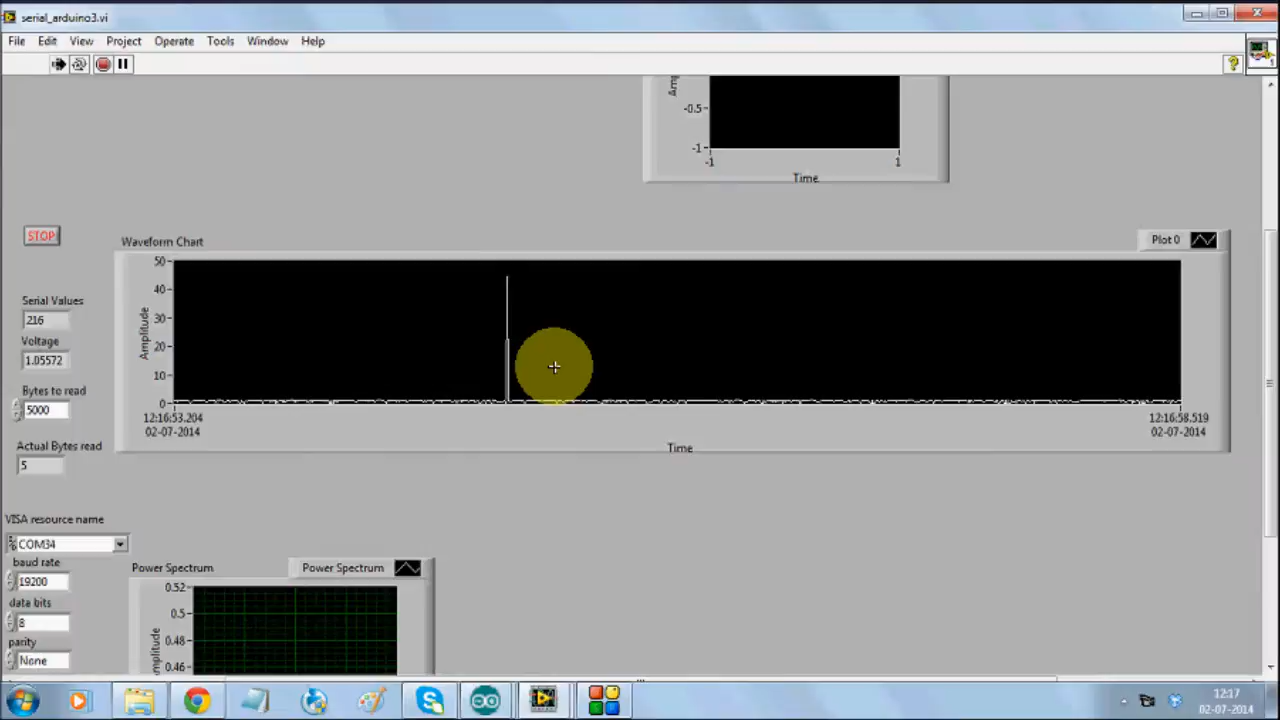 serial_arduino3.vi
File Edit View Project Operate Tools Window Help
-0.5
-1
-1 1
Time
STOP
Waveform Chart
Plot 0
50
40
30
20
10
0
Amplitude
12:16:53.204
02-07-2014
12:16:58.519
02-07-2014
Time
Serial Values
216
Voltage
1.05572
Bytes to read
5000
Actual Bytes read
5
VISA resource name
COM34
baud rate
19200
data bits
8
parity
None
Power Spectrum
Power Spectrum
0.52
0.5
0.48
0.46
12:17
02-07-2014